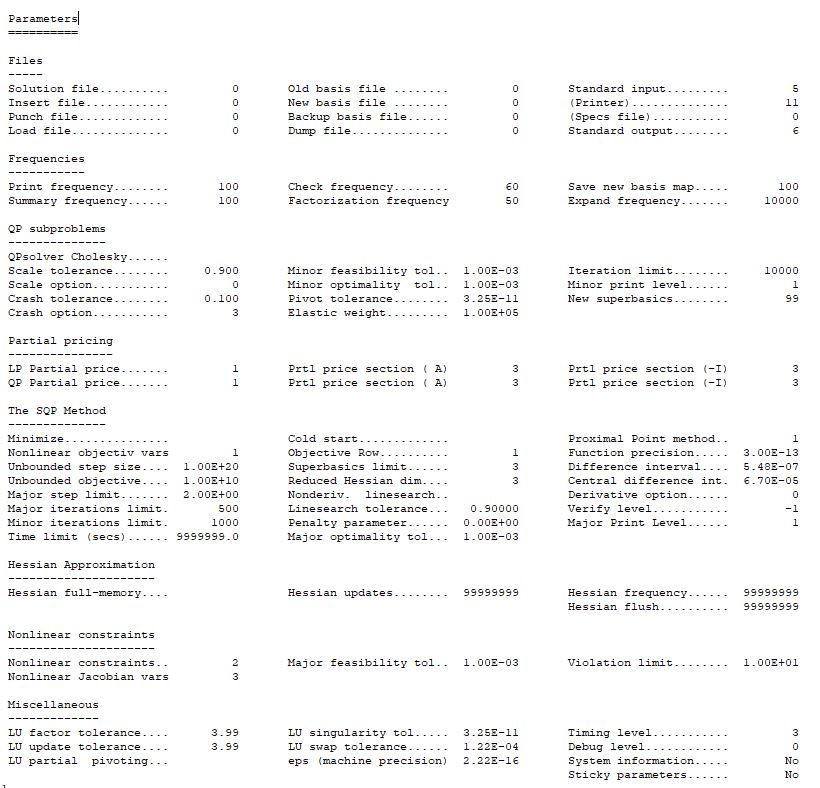 Parameters
==========
Files
-----
Solution file.......... 0 Old basis file ........ 0 Standard input......... 5
Insert file............ 0 New basis file ........ 0 (Printer).............. 11
Punch file............. 0 Backup basis file...... 0 (Specs file)........... 0
Load file.............. 0 Dump file.............. 0 Standard output........ 6
Frequencies
-----------
Print frequency........ 100 Check frequency........ 60 Save new basis map..... 100
Summary frequency...... 100 Factorization frequency 50 Expand frequency....... 10000
QP subproblems
--------------
QPsolver Cholesky......
Scale tolerance........ 0.900 Minor feasibility tol.. 1.00E-03 Iteration limit........ 10000
Scale option........... 0 Minor optimality  tol.. 1.00E-03 Minor print level...... 1
Crash tolerance........ 0.100 Pivot tolerance........ 3.25E-11 New superbasics........ 99
Crash option........... 3 Elastic weight......... 1.00E+05
Partial pricing
---------------
LP Partial price....... 1 Prtl price section ( A) 3 Prtl price section (-I) 3
QP Partial price....... 1 Prtl price section ( A) 3 Prtl price section (-I) 3
The SQP Method
--------------
Minimize............... Cold start............. Proximal Point method.. 1
Nonlinear objectiv vars 1 Objective Row.......... 1 Function precision..... 3.00E-13
Unbounded step size.... 1.00E+20 Superbasics limit...... 3 Difference interval.... 5.48E-07
Unbounded objective.... 1.00E+10 Reduced Hessian dim.... 3 Central difference int. 6.70E-05
Major step limit....... 2.00E+00 Nonderiv.  linesearch.. Derivative option...... 0
Major iterations limit. 500 Linesearch tolerance... 0.90000 Verify level........... -1
Minor iterations limit. 1000 Penalty parameter...... 0.00E+00 Major Print Level...... 1
Time limit (secs)...... 9999999.0 Major optimality tol... 1.00E-03
Hessian Approximation
---------------------
Hessian full-memory.... Hessian updates........ 99999999 Hessian frequency...... 99999999
Hessian flush.......... 99999999
Nonlinear constraints
---------------------
Nonlinear constraints.. 2 Major feasibility tol.. 1.00E-03 Violation limit........ 1.00E+01
Nonlinear Jacobian vars 3
Miscellaneous
-------------
LU factor tolerance.... 3.99 LU singularity tol..... 3.25E-11 Timing level........... 3
LU update tolerance.... 3.99 LU swap tolerance...... 1.22E-04 Debug level............ 0
LU partial  pivoting... eps (machine precision) 2.22E-16 System information..... No
Sticky parameters...... No